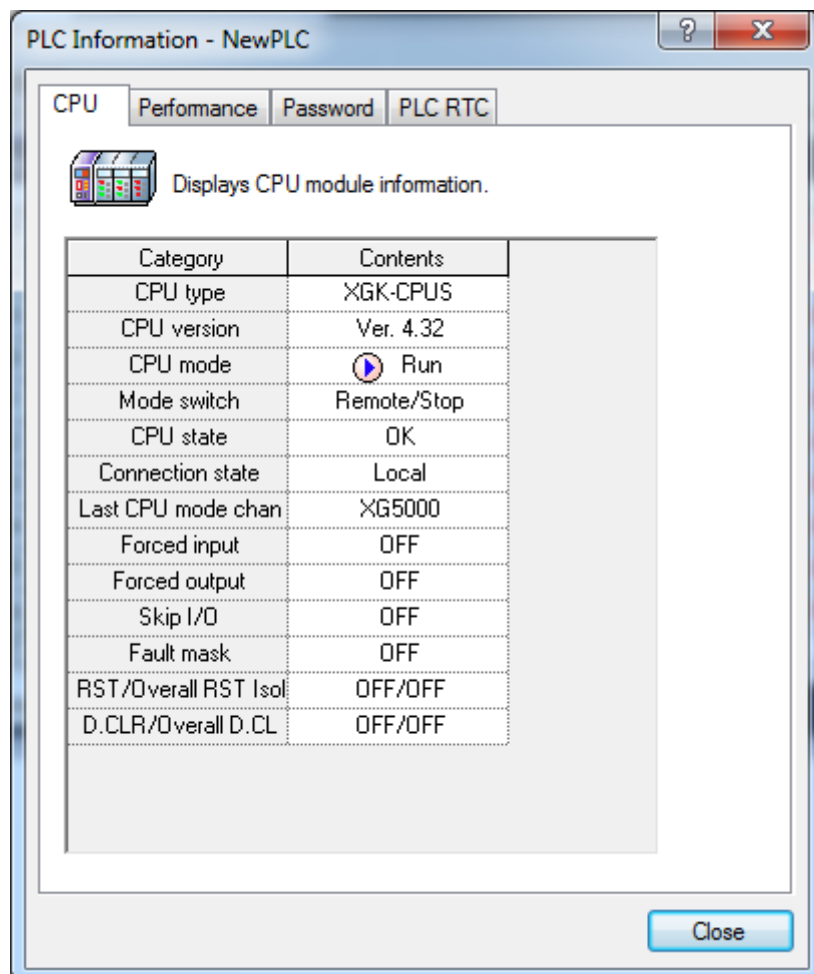 PLC Information - NewPLC
CPU Performance Password PLC RTC
Displays CPU module information.
Category Contents
CPU type XGK-CPUS
CPU version Ver. 4.32
CPU mode Run
Mode switch Remote/Stop
CPU state OK
Connection state Local
Last CPU mode chan XG5000
Forced input OFF
Forced output OFF
Skip I/O OFF
Fault mask OFF
RST/Overall RST Isol OFF/OFF
D.CLR/Overall D.CL OFF/OFF
Close